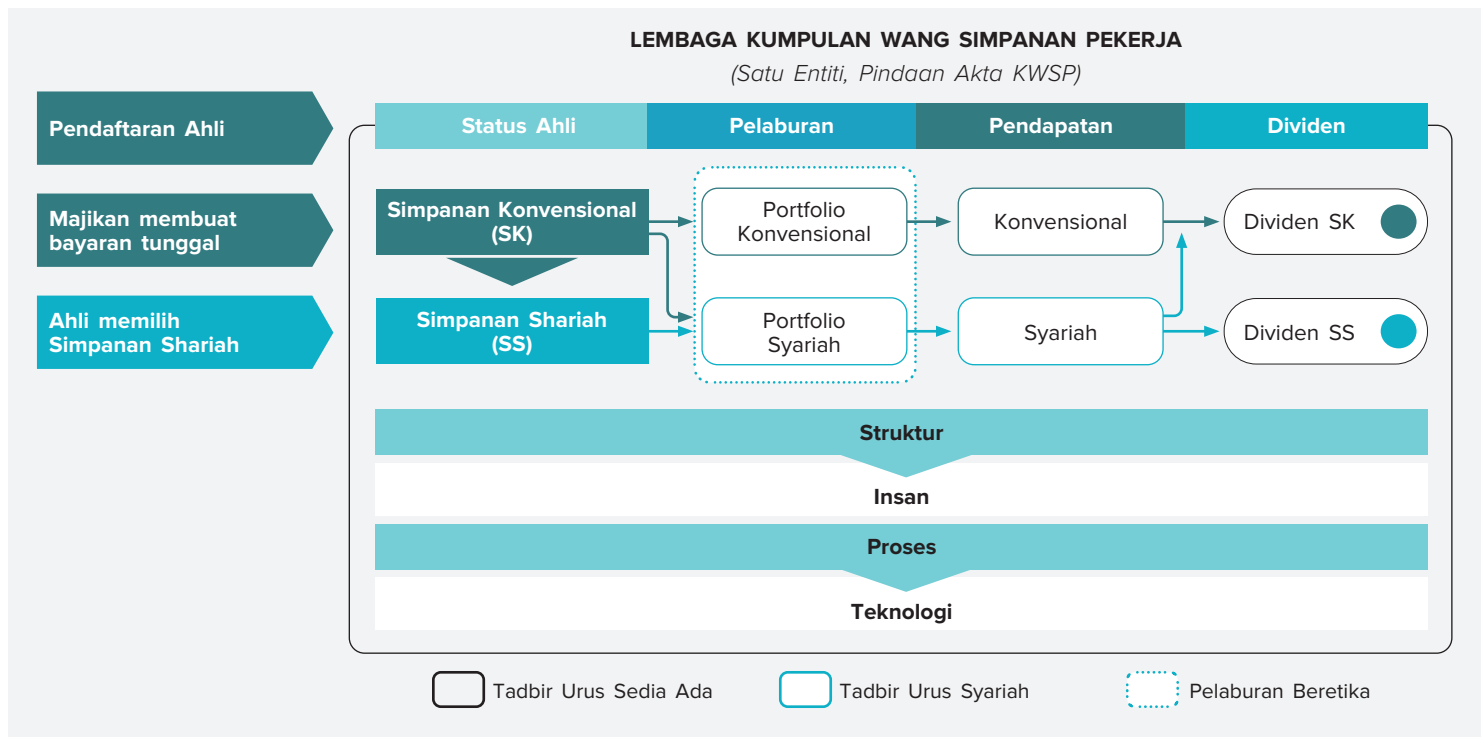 LEMBAGA KUMPULAN WANG SIMPANAN PEKERJA
(Satu Entiti, Pindaan Akta KWSP)
Pendaftaran Ahli
Status Ahli
Pelaburan
Pendapatan
Dividen
Majikan membuat
bayaran tunggal
Simpanan Konvensional
(SK)
Portfolio
Konvensional
Konvensional
Dividen SK
Ahli memilih
Simpanan Shariah
Simpanan Shariah
(SS)
Portfolio
Syariah
Syariah
Dividen SS
Struktur
Insan
Proses
Teknologi
Tadbir Urus Sedia Ada
Tadbir Urus Syariah
Pelaburan Beretika